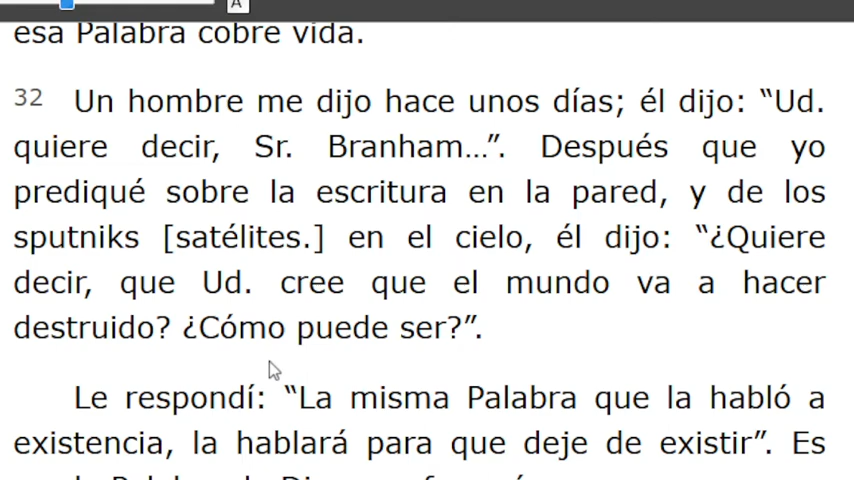 A
esa Palabra cobre vida.
32 Un hombre me dijo hace unos días; él dijo: “Ud.
quiere decir, Sr. Branham…”. Después que yo
prediqué sobre la escritura en la pared, y de los
sputniks [satélites.] en el cielo, él dijo: “¿Quiere
decir, que Ud. cree que el mundo va a hacer
destruido? ¿Cómo puede ser?”.
Le respondí: “La misma Palabra que la habló a
existencia, la hablará para que deje de existir”. Es